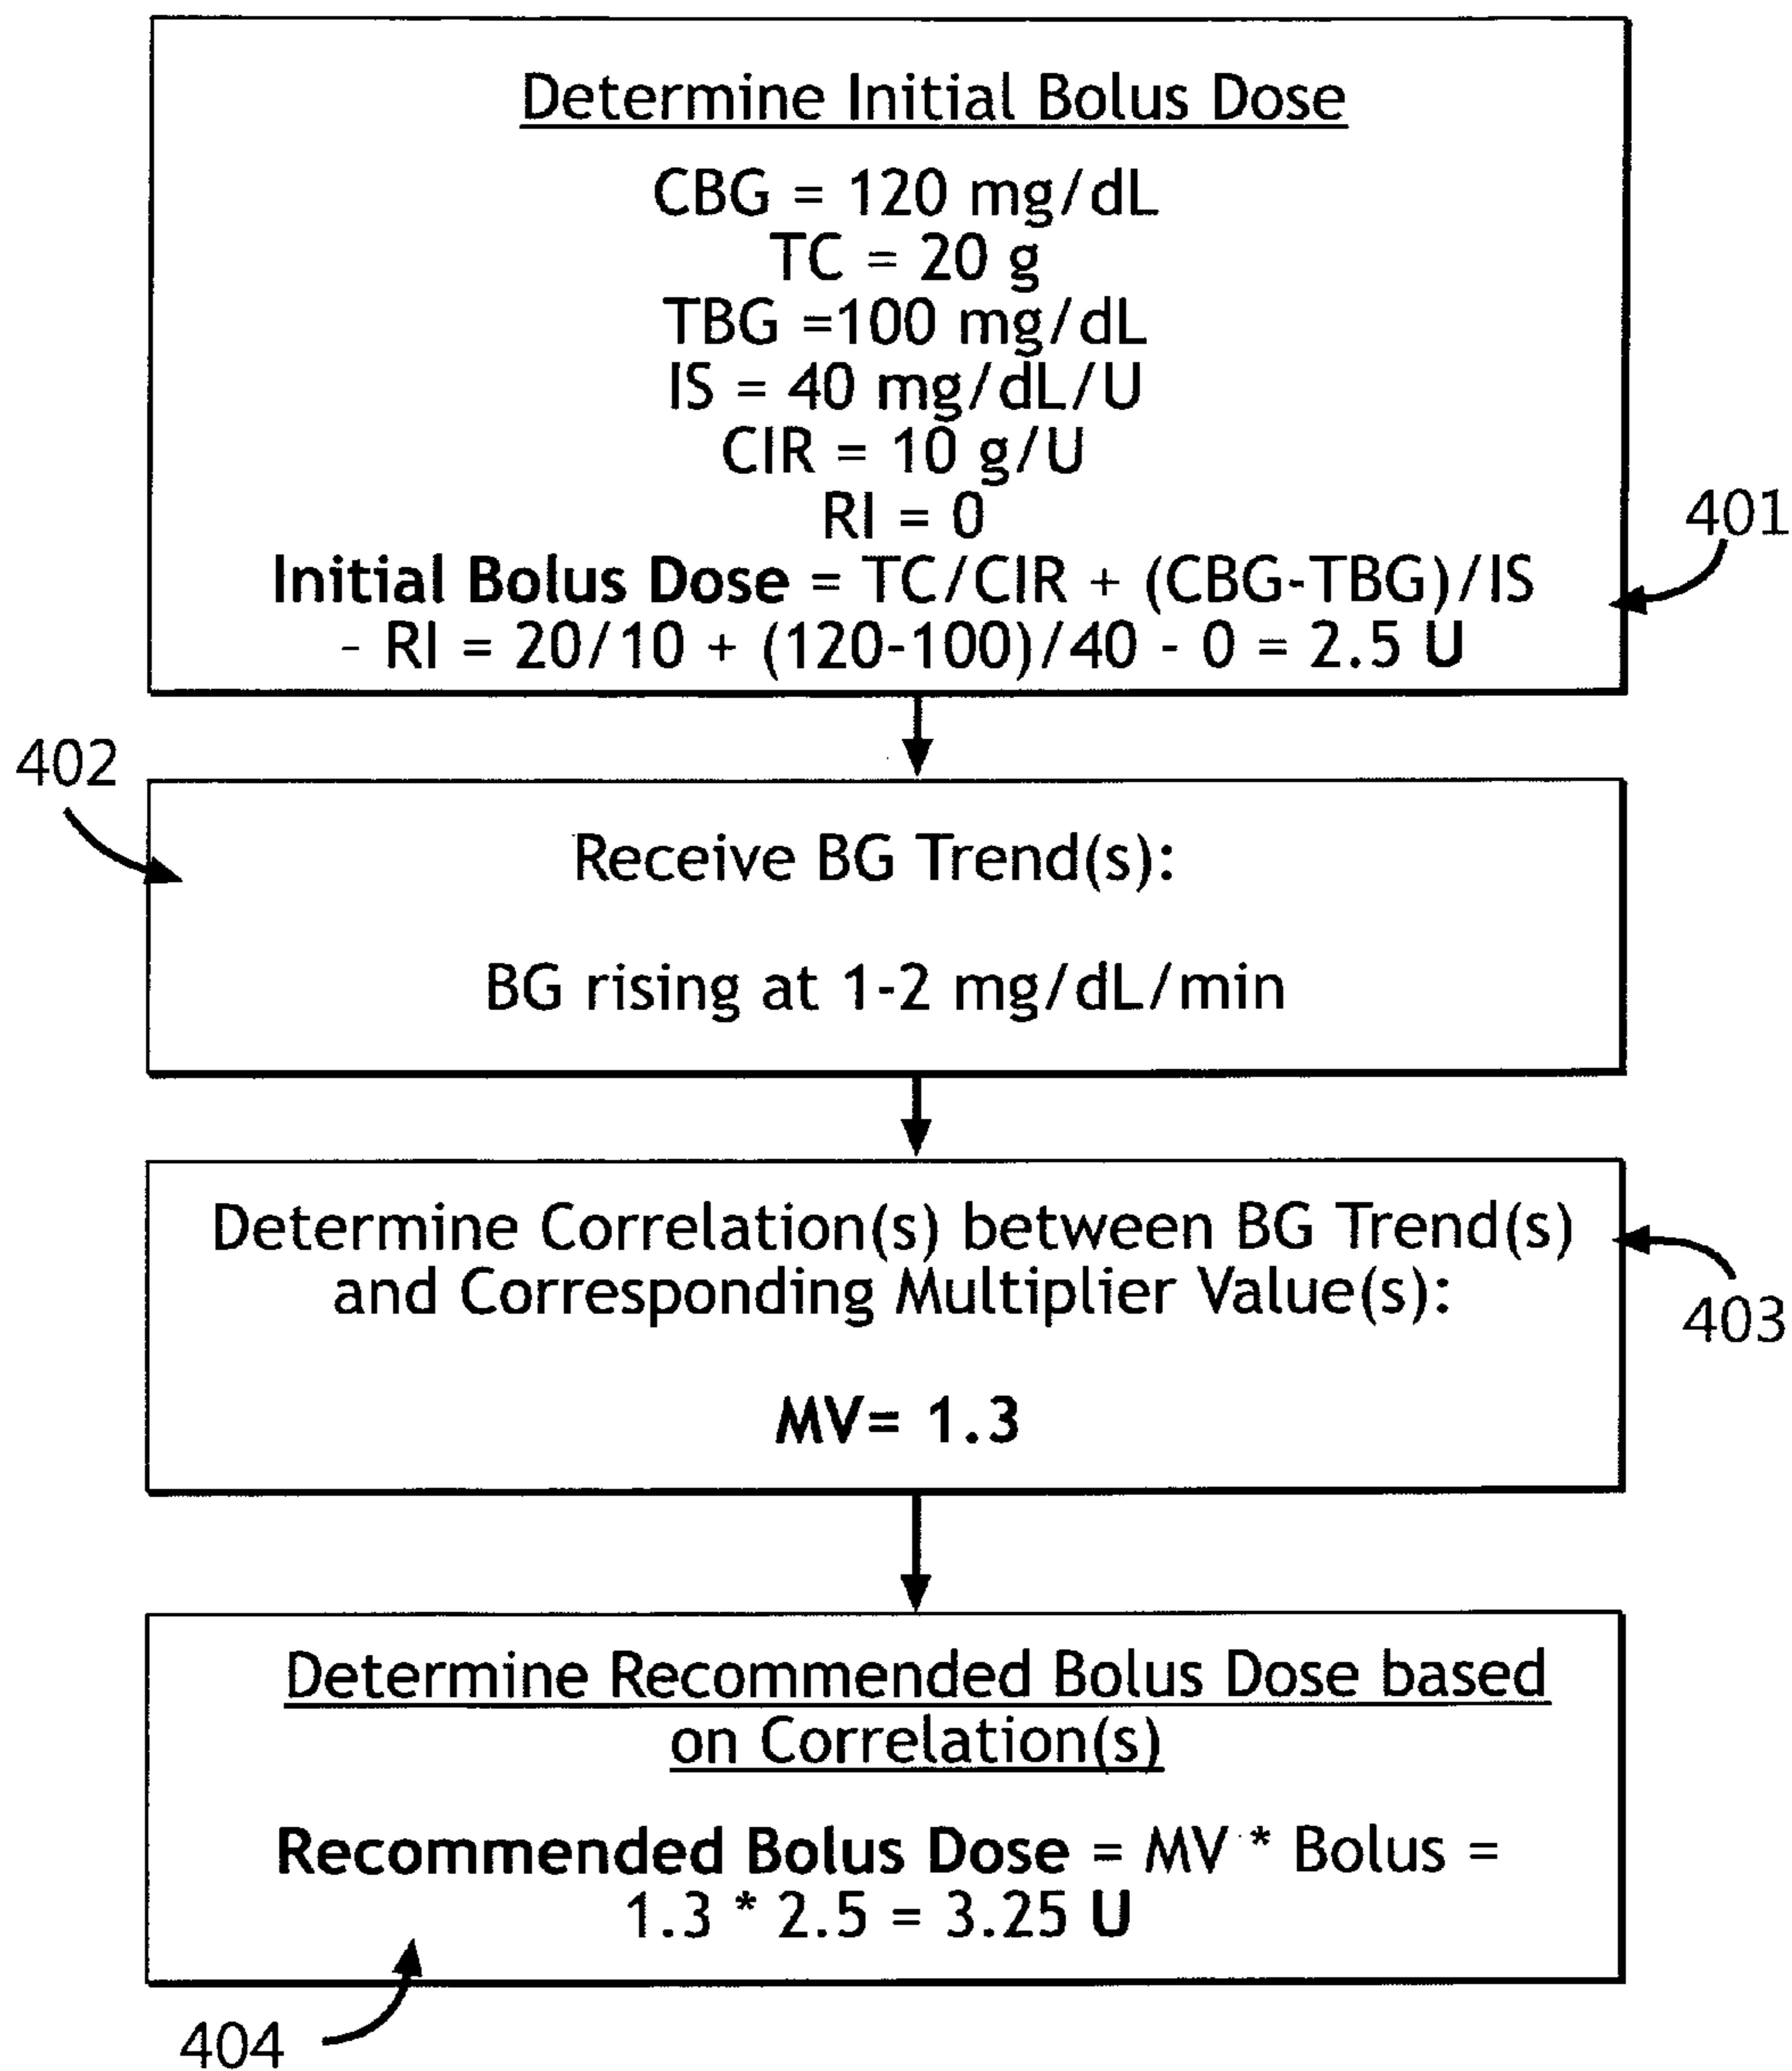 Determine Initial Bolus Dose
CBG = 120 mg/dL
TC = 20 g
TBG =100 mg/dL
IS = 40 mg/dL/U
CIR = 10 g/U
RI = 0
Initial Bolus Dose = TC/CIR + (CBG-TBG)/IS
- RI = 20/10 + (120-100)/40 - 0 = 2.5 U
401
402
Receive BG Trend(s):
BG rising at 1-2 mg/dL/min
Determine Correlation(s) between BG Trend(s)
and Corresponding Multiplier Value(s):
MV= 1.3
403
Determine Recommended Bolus Dose based
on Correlation(s)
Recommended Bolus Dose = MV * Bolus =
1.3 * 2.5 = 3.25 U
404